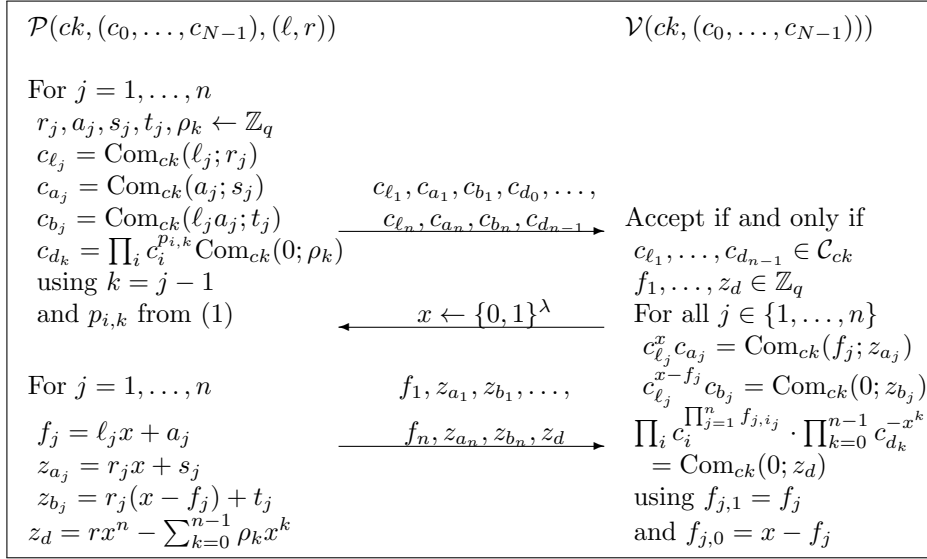 𝒫(ck, (c₀, …, c_{N−1}), (ℓ, r))
For j = 1, …, n
r_j, a_j, s_j, t_j, ρ_k ← ℤ_q
c_{ℓ_j} = Com_{ck}(ℓ_j; r_j)
c_{a_j} = Com_{ck}(a_j; s_j)
c_{b_j} = Com_{ck}(ℓ_j a_j; t_j)
c_{d_k} = ∏_i c_i^{p_{i,k}} Com_{ck}(0; ρ_k)
using k = j − 1
and p_{i,k} from (1)
For j = 1, …, n
f_j = ℓ_j x + a_j
z_{a_j} = r_j x + s_j
z_{b_j} = r_j(x − f_j) + t_j
z_d = rx^n − ∑_{k=0}^{n−1} ρ_k x^k
c_{ℓ_1}, c_{a_1}, c_{b_1}, c_{d_0}, …,
c_{ℓ_n}, c_{a_n}, c_{b_n}, c_{d_{n−1}}
x ← {0, 1}^λ
f_1, z_{a_1}, z_{b_1}, …,
f_n, z_{a_n}, z_{b_n}, z_d
𝒱(ck, (c₀, …, c_{N−1})))
Accept if and only if
c_{ℓ_1}, …, c_{d_{n−1}} ∈ 𝒞_{ck}
f_1, …, z_d ∈ ℤ_q
For all j ∈ {1, …, n}
c_{ℓ_j}^x c_{a_j} = Com_{ck}(f_j; z_{a_j})
c_{ℓ_j}^{x−f_j} c_{b_j} = Com_{ck}(0; z_{b_j})
∏_i c_i^{∏_{j=1}^n f_{j,i_j}} · ∏_{k=0}^{n−1} c_{d_k}^{−x^k}
= Com_{ck}(0; z_d)
using f_{j,1} = f_j
and f_{j,0} = x − f_j